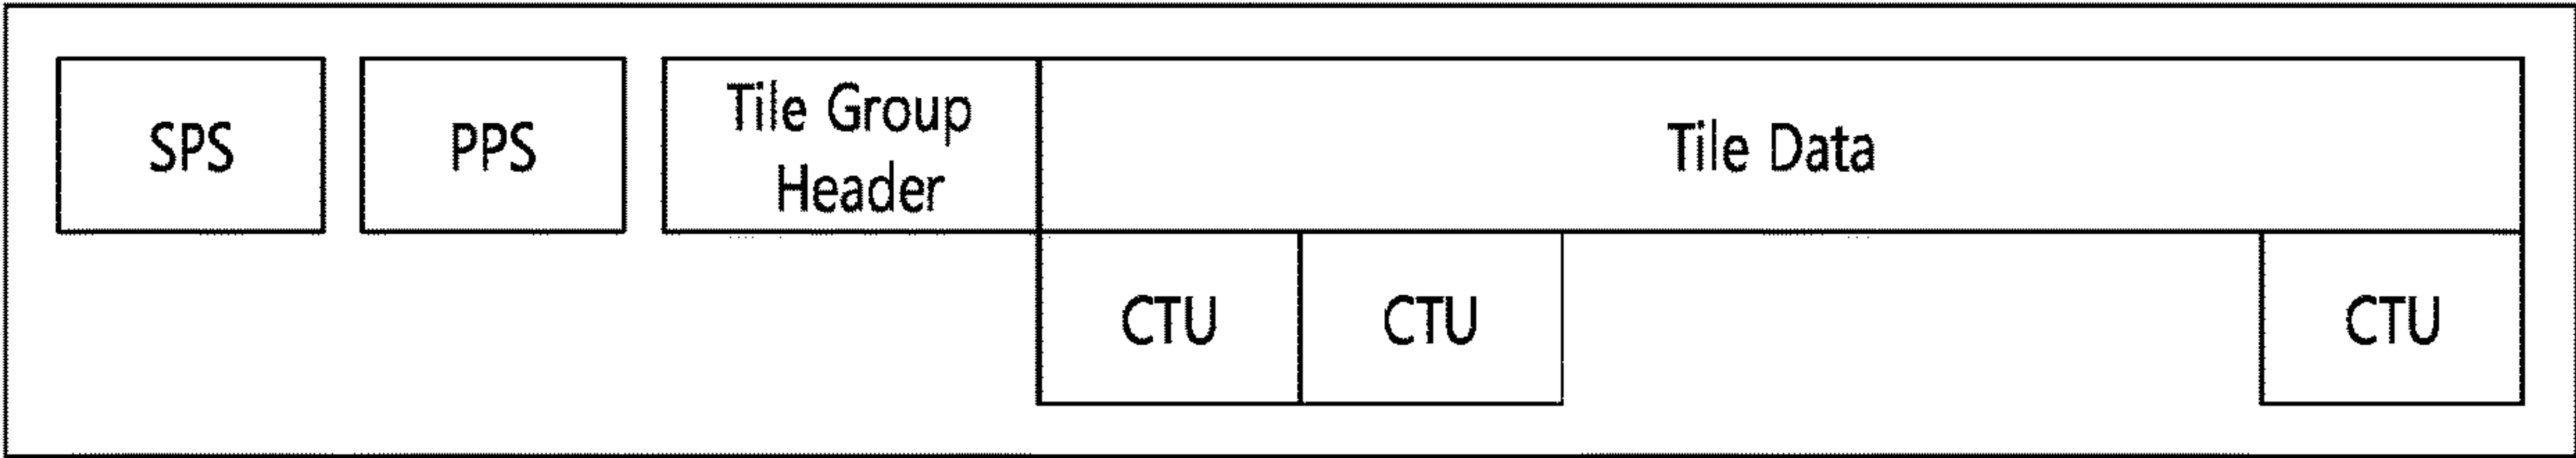 SPS
PPS
Tile Group
Header
Tile Data
CTU
CTU
CTU